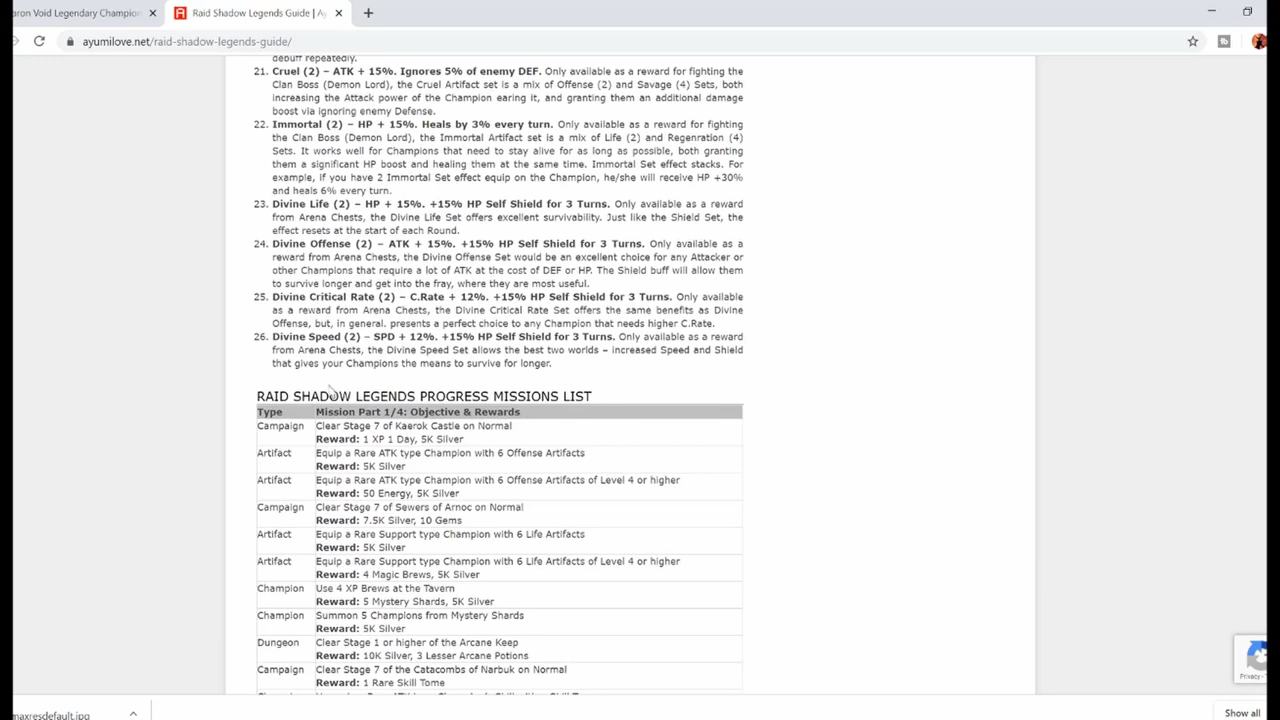 aron Void Legendary Champion
Raid Shadow Legends Guide | Ay
ayumilove.net/raid-shadow-legends-guide/
debuff repeatedly.
21. Cruel (2) – ATK + 15%. Ignores 5% of enemy DEF. Only available as a reward for fighting the
Clan Boss (Demon Lord), the Cruel Artifact set is a mix of Offense (2) and Savage (4) Sets, both
increasing the Attack power of the Champion earing it, and granting them an additional damage
boost via ignoring enemy Defense.
22. Immortal (2) – HP + 15%. Heals by 3% every turn. Only available as a reward for fighting
the Clan Boss (Demon Lord), the Immortal Artifact set is a mix of Life (2) and Regenration (4)
Sets. It works well for Champions that need to stay alive for as long as possible, both granting
them a significant HP boost and healing them at the same time. Immortal Set effect stacks. For
example, if you have 2 Immortal Set effect equip on the Champion, he/she will receive HP +30%
and heals 6% every turn.
23. Divine Life (2) – HP + 15%. +15% HP Self Shield for 3 Turns. Only available as a reward
from Arena Chests, the Divine Life Set offers excellent survivability. Just like the Shield Set, the
effect resets at the start of each Round.
24. Divine Offense (2) – ATK + 15%. +15% HP Self Shield for 3 Turns. Only available as a
reward from Arena Chests, the Divine Offense Set would be an excellent choice for any Attacker or
other Champions that require a lot of ATK at the cost of DEF or HP. The Shield buff will allow them
to survive longer and get into the fray, where they are most useful.
25. Divine Critical Rate (2) – C.Rate + 12%. +15% HP Self Shield for 3 Turns. Only available
as a reward from Arena Chests, the Divine Critical Rate Set offers the same benefits as Divine
Offense, but, in general. presents a perfect choice to any Champion that needs higher C.Rate.
26. Divine Speed (2) – SPD + 12%. +15% HP Self Shield for 3 Turns. Only available as a reward
from Arena Chests, the Divine Speed Set allows the best two worlds – increased Speed and Shield
that gives your Champions the means to survive for longer.
RAID SHADOW LEGENDS PROGRESS MISSIONS LIST
Type Mission Part 1/4: Objective & Rewards
Campaign Clear Stage 7 of Kaerok Castle on Normal
Reward: 1 XP 1 Day, 5K Silver
Artifact Equip a Rare ATK type Champion with 6 Offense Artifacts
Reward: 5K Silver
Artifact Equip a Rare ATK type Champion with 6 Offense Artifacts of Level 4 or higher
Reward: 50 Energy, 5K Silver
Campaign Clear Stage 7 of Sewers of Arnoc on Normal
Reward: 7.5K Silver, 10 Gems
Artifact Equip a Rare Support type Champion with 6 Life Artifacts
Reward: 5K Silver
Artifact Equip a Rare Support type Champion with 6 Life Artifacts of Level 4 or higher
Reward: 4 Magic Brews, 5K Silver
Champion Use 4 XP Brews at the Tavern
Reward: 5 Mystery Shards, 5K Silver
Champion Summon 5 Champions from Mystery Shards
Reward: 5K Silver
Dungeon Clear Stage 1 or higher of the Arcane Keep
Reward: 10K Silver, 3 Lesser Arcane Potions
Campaign Clear Stage 7 of the Catacombs of Narbuk on Normal
Reward: 1 Rare Skill Tome
Privacy
maxresdefault.jpg
Show all